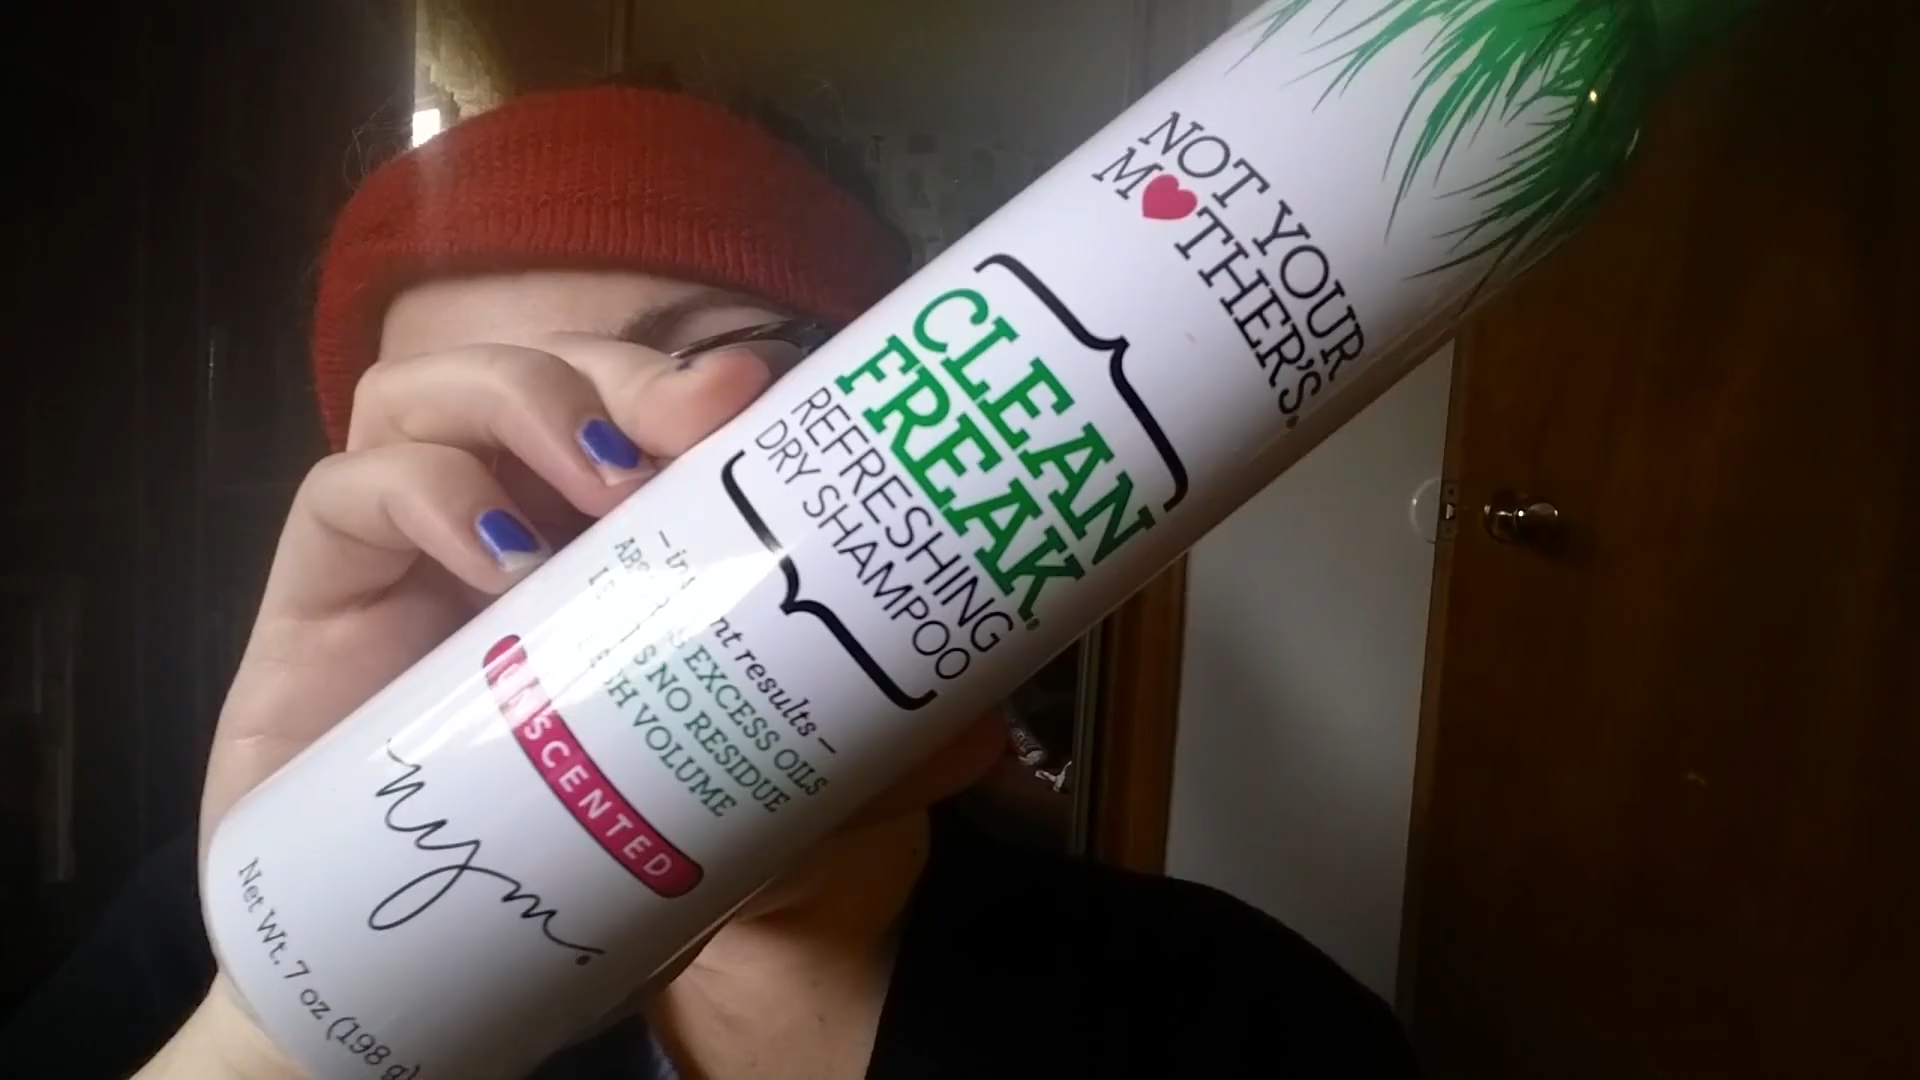 NOT YOUR
MOTHER'S®
CLEAN
FREAK®
REFRESHING
DRY SHAMPOO
results –
EXCESS OILS
NO RESIDUE
VOLUME
UNSCENTED
nym.
Net Wt. 7 oz (198 g)